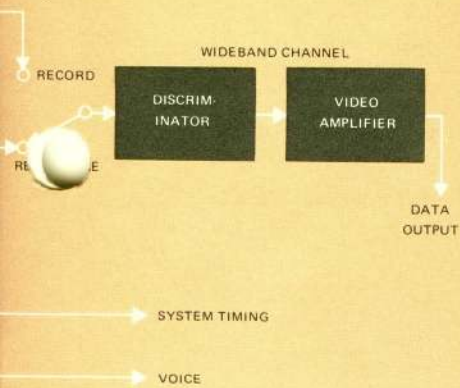 WIDEBAND CHANNEL
RECORD
DISCRIM-
INATOR
VIDEO
AMPLIFIER
DATA
OUTPUT
SYSTEM TIMING
VOICE